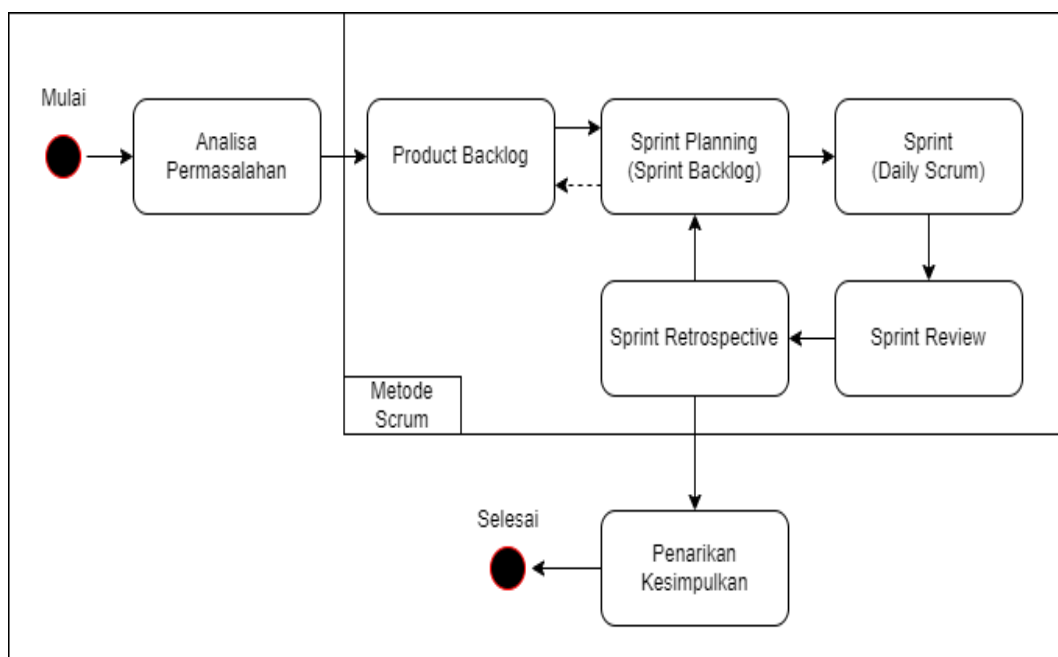 Mulai
Analisa
Permasalahan
Product Backlog
Sprint Planning
(Sprint Backlog)
Sprint
(Daily Scrum)
Sprint Retrospective
Sprint Review
Metode
Scrum
Selesai
Penarikan
Kesimpulkan